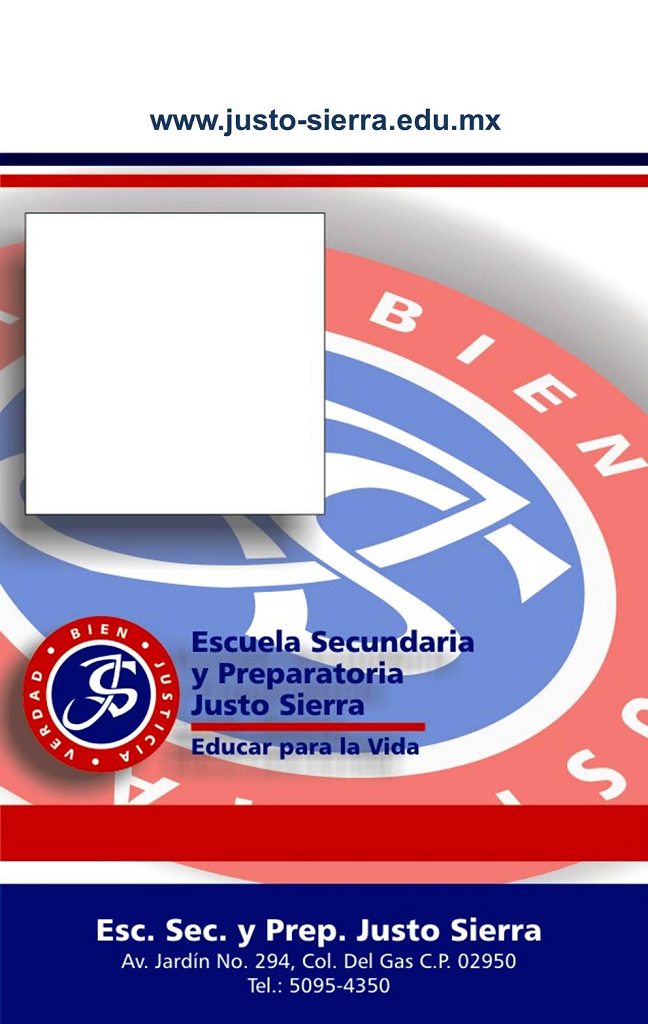 www.justo-sierra.edu.mx
BIEN
BIEN • JUSTICIA • VERDAD •
Escuela Secundaria
y Preparatoria
Justo Sierra
Educar para la Vida
Esc. Sec. y Prep. Justo Sierra
Av. Jardín No. 294, Col. Del Gas C.P. 02950
Tel.: 5095-4350